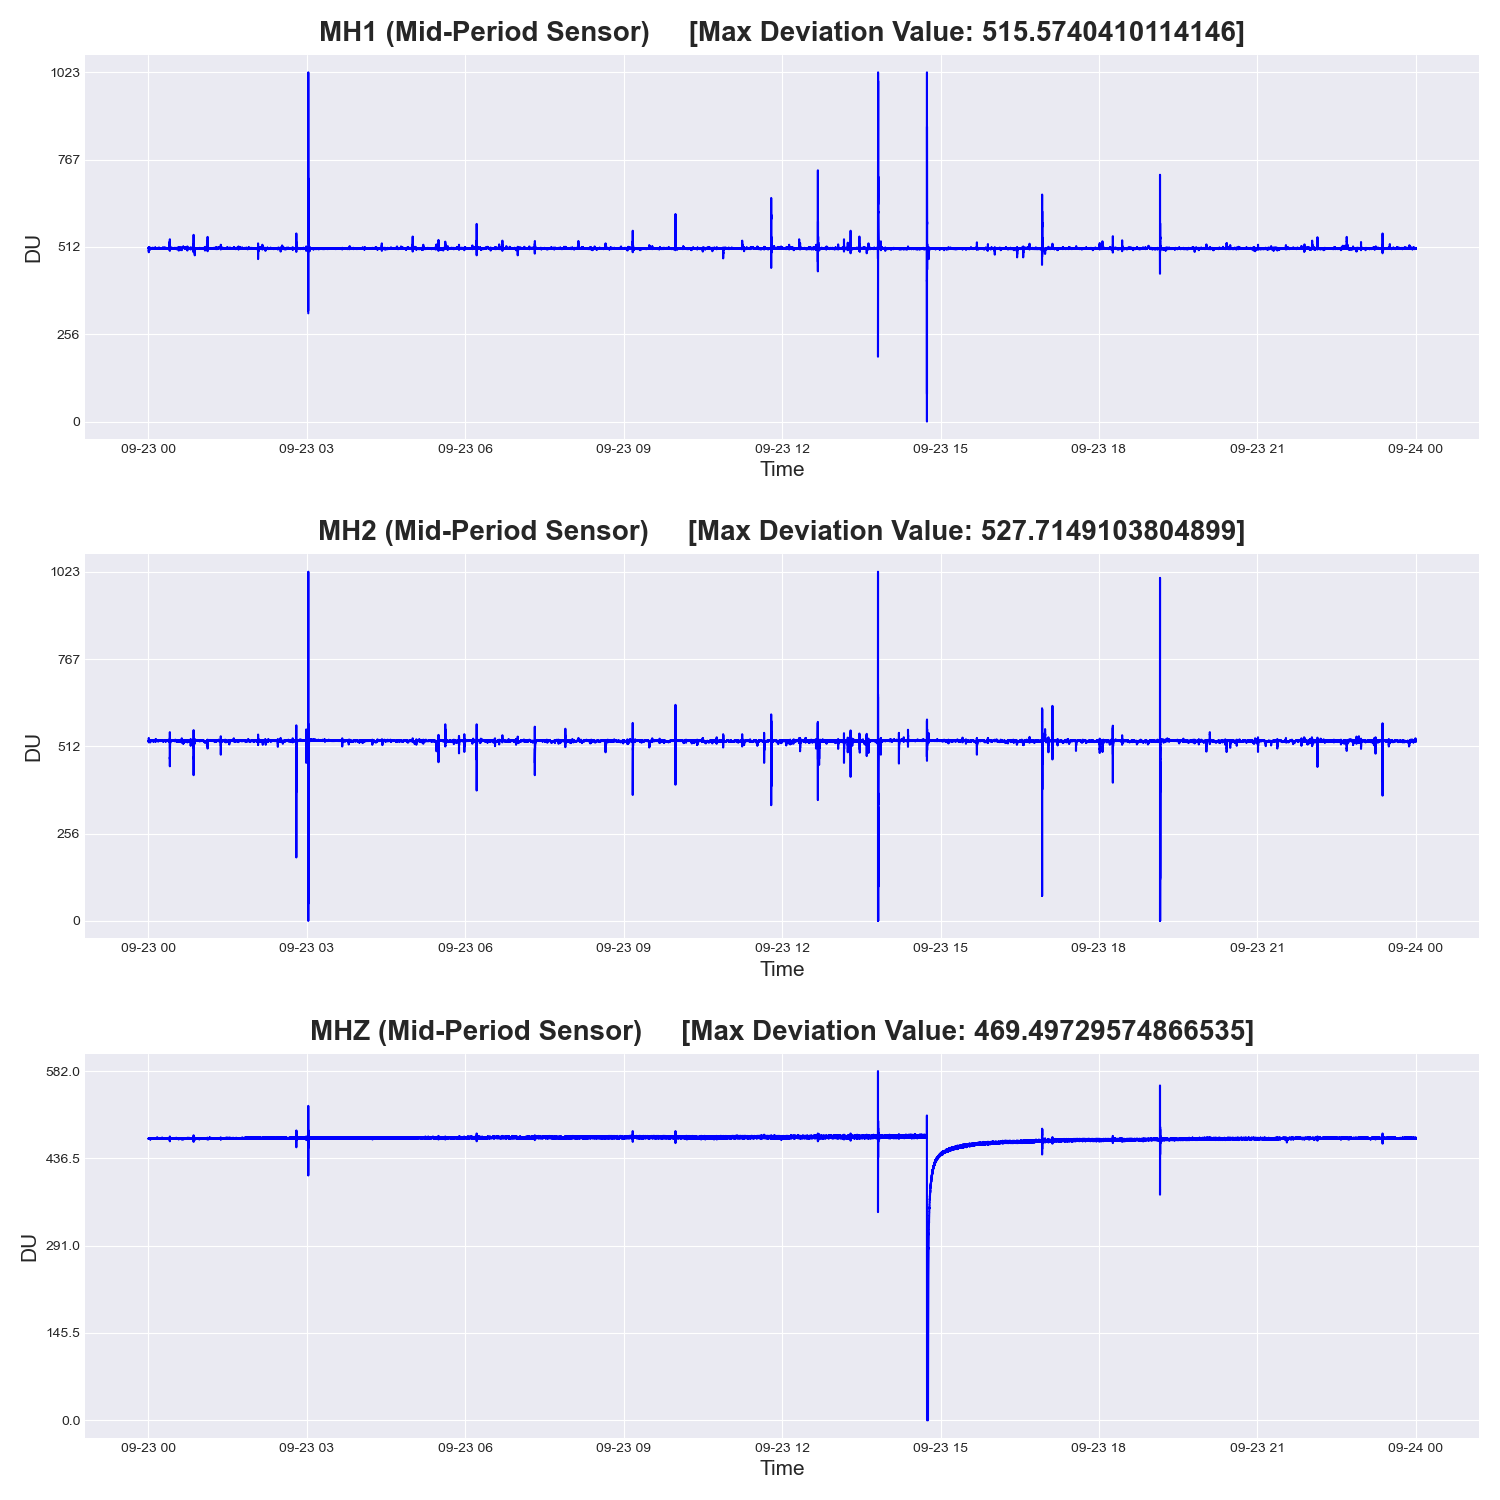 MH1 (Mid-Period Sensor)    [Max Deviation Value: 515.5740410114146]
1023
767
512
256
0
DU
09-23 00 09-23 03 09-23 06 09-23 09 09-23 12 09-23 15 09-23 18 09-23 21 09-24 00
Time
MH2 (Mid-Period Sensor)    [Max Deviation Value: 527.7149103804899]
1023
767
512
256
0
DU
09-23 00 09-23 03 09-23 06 09-23 09 09-23 12 09-23 15 09-23 18 09-23 21 09-24 00
Time
MHZ (Mid-Period Sensor)    [Max Deviation Value: 469.49729574866535]
582.0
436.5
291.0
145.5
0.0
DU
09-23 00 09-23 03 09-23 06 09-23 09 09-23 12 09-23 15 09-23 18 09-23 21 09-24 00
Time